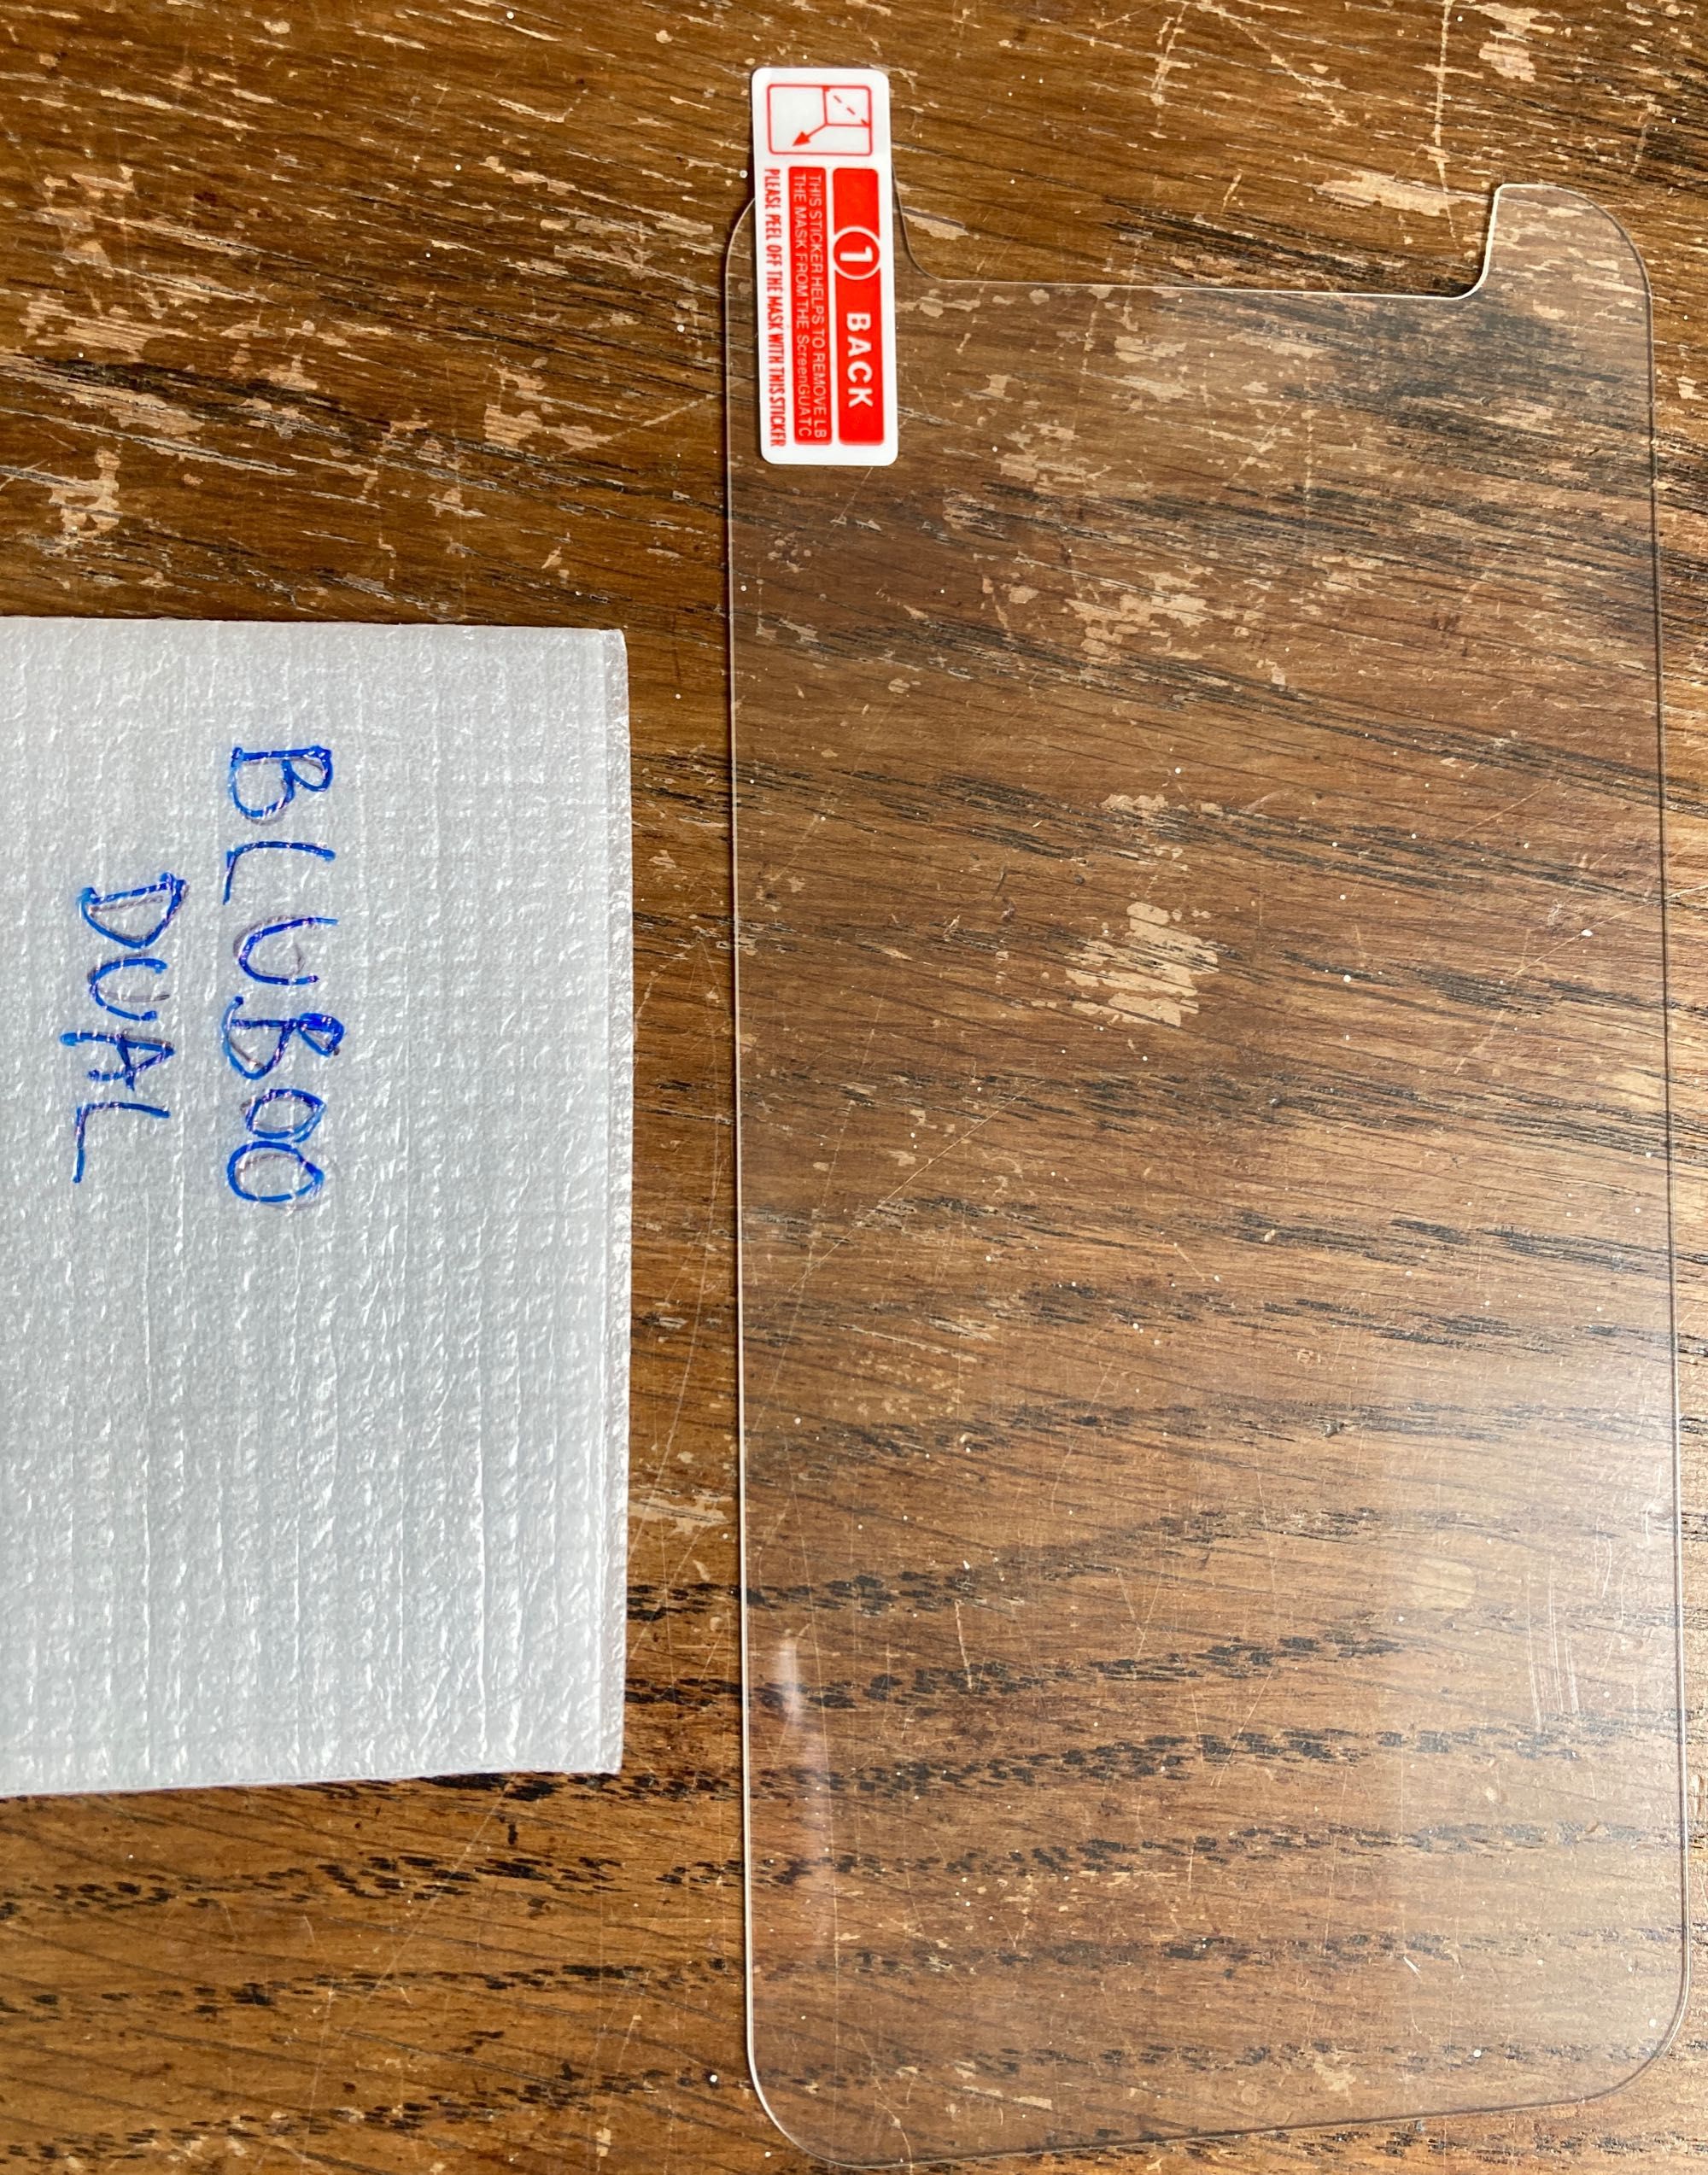 BLUBOO
DUAL
1 BACK
THIS STICKER HELPS TO REMOVE LB
THE MASK FROM THE ScreenGUATC
PLEASE PEEL OFF THE MASK WITH THIS STICKER